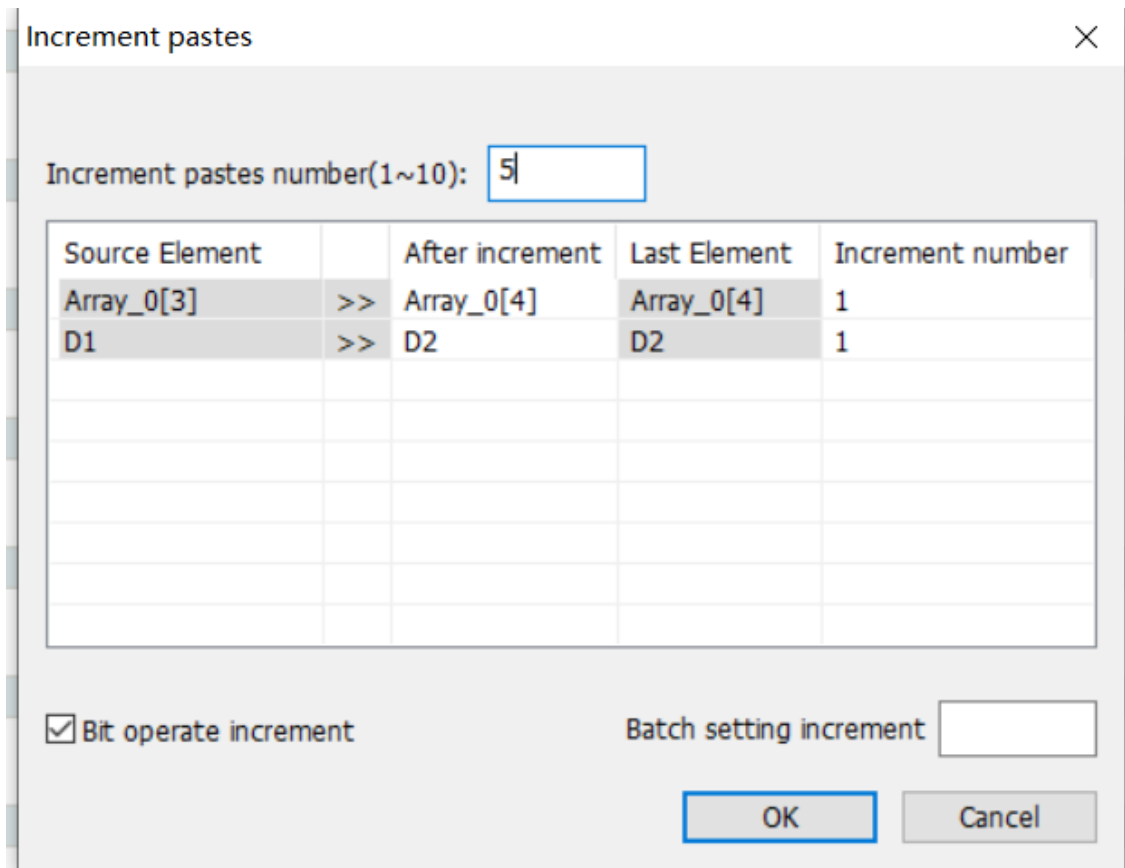 Increment pastes
Increment pastes number(1~10): 5
Source Element After increment Last Element Increment number
Array_0[3] >> Array_0[4] Array_0[4] 1
D1 >> D2 D2 1
Bit operate increment Batch setting increment
OK Cancel